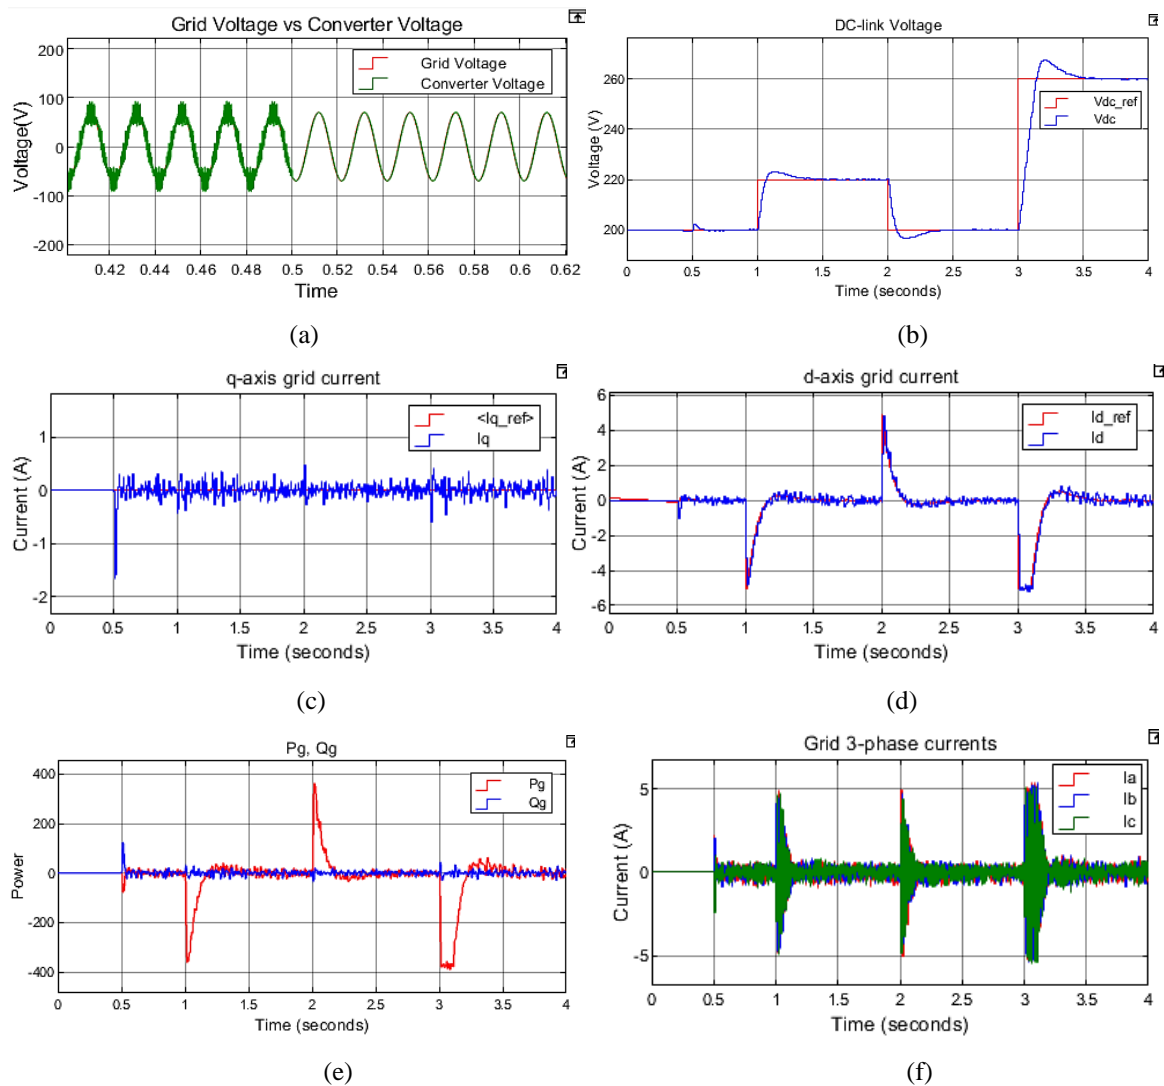 Grid Voltage vs Converter Voltage
Voltage(V)
200
100
0
-100
-200
Grid Voltage
Converter Voltage
0.42 0.44 0.46 0.48 0.5 0.52 0.54 0.56 0.58 0.6 0.62
Time
(a)
DC-link Voltage
Voltage (V)
260
240
220
200
Vdc_ref
Vdc
0 0.5 1 1.5 2 2.5 3 3.5 4
Time (seconds)
(b)
q-axis grid current
Current (A)
1
0
-1
-2
<Iq_ref>
Iq
0 0.5 1 1.5 2 2.5 3 3.5 4
Time (seconds)
(c)
d-axis grid current
Current (A)
6
4
2
0
-2
-4
-6
Id_ref
Id
0 0.5 1 1.5 2 2.5 3 3.5 4
Time (seconds)
(d)
Pg, Qg
Power
400
200
0
-200
-400
Pg
Qg
0 0.5 1 1.5 2 2.5 3 3.5 4
Time (seconds)
(e)
Grid 3-phase currents
Current (A)
5
0
-5
Ia
Ib
Ic
0 0.5 1 1.5 2 2.5 3 3.5 4
Time (seconds)
(f)